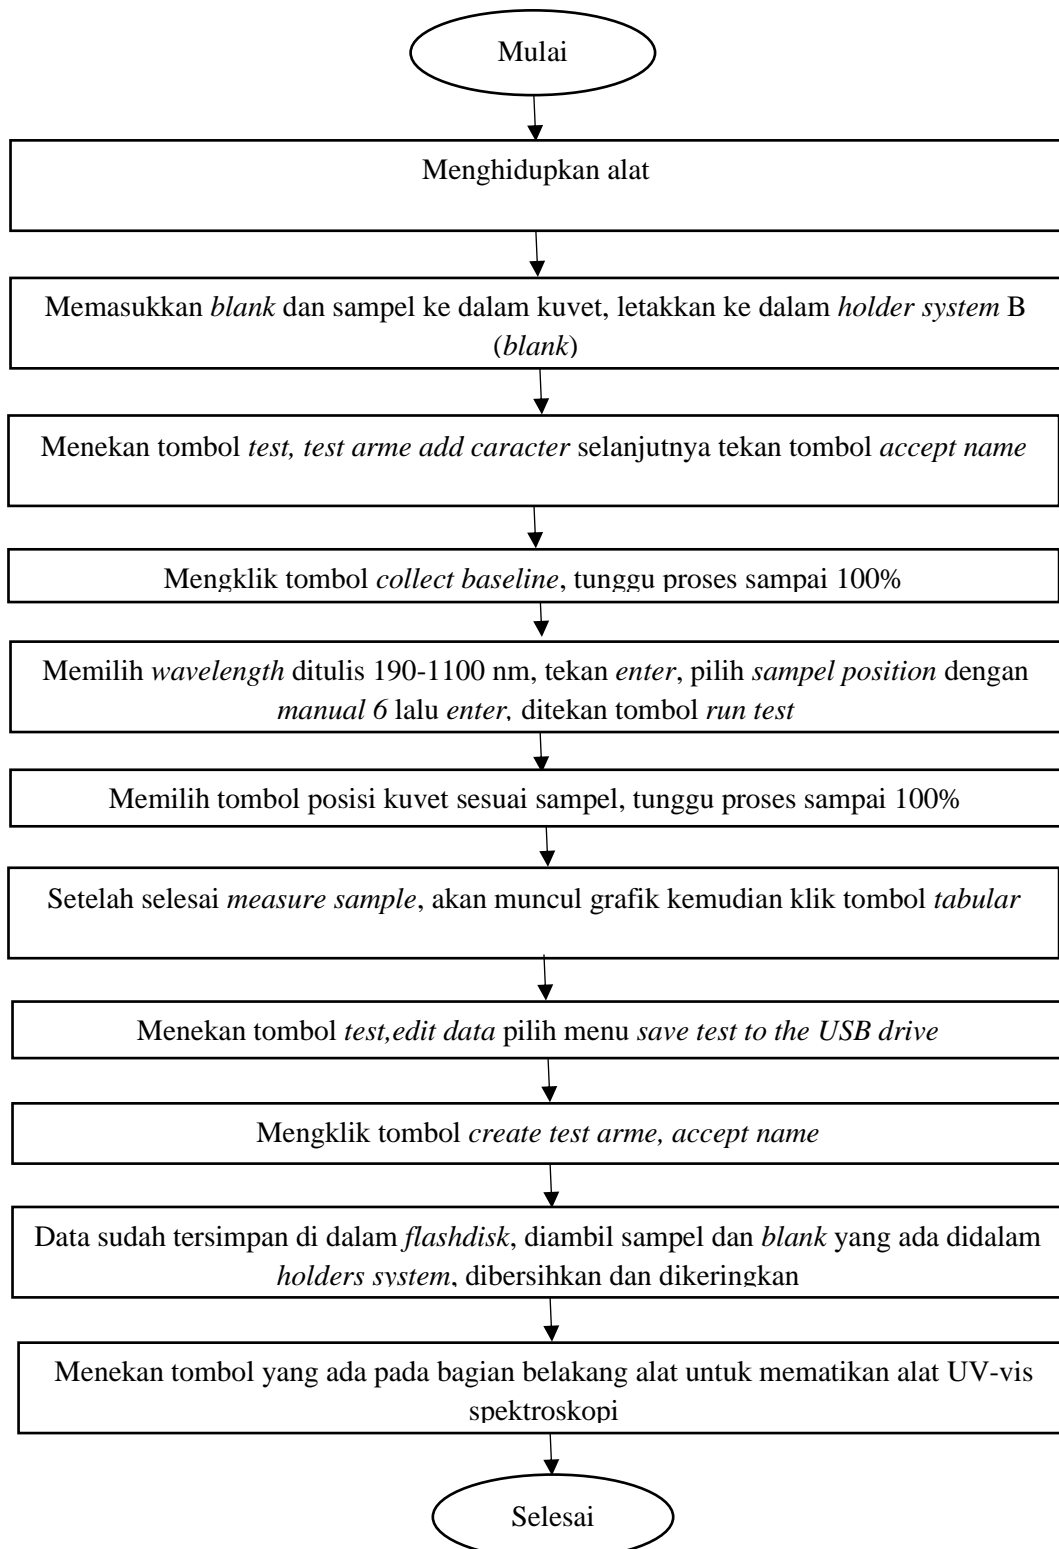 Mulai
Menghidupkan alat
Memasukkan blank dan sampel ke dalam kuvet, letakkan ke dalam holder system B
(blank)
Menekan tombol test, test arme add caracter selanjutnya tekan tombol accept name
Mengklik tombol collect baseline, tunggu proses sampai 100%
Memilih wavelength ditulis 190-1100 nm, tekan enter, pilih sampel position dengan
manual 6 lalu enter, ditekan tombol run test
Memilih tombol posisi kuvet sesuai sampel, tunggu proses sampai 100%
Setelah selesai measure sample, akan muncul grafik kemudian klik tombol tabular
Menekan tombol test,edit data pilih menu save test to the USB drive
Mengklik tombol create test arme, accept name
Data sudah tersimpan di dalam flashdisk, diambil sampel dan blank yang ada didalam
holders system, dibersihkan dan dikeringkan
Menekan tombol yang ada pada bagian belakang alat untuk mematikan alat UV-vis
spektroskopi
Selesai